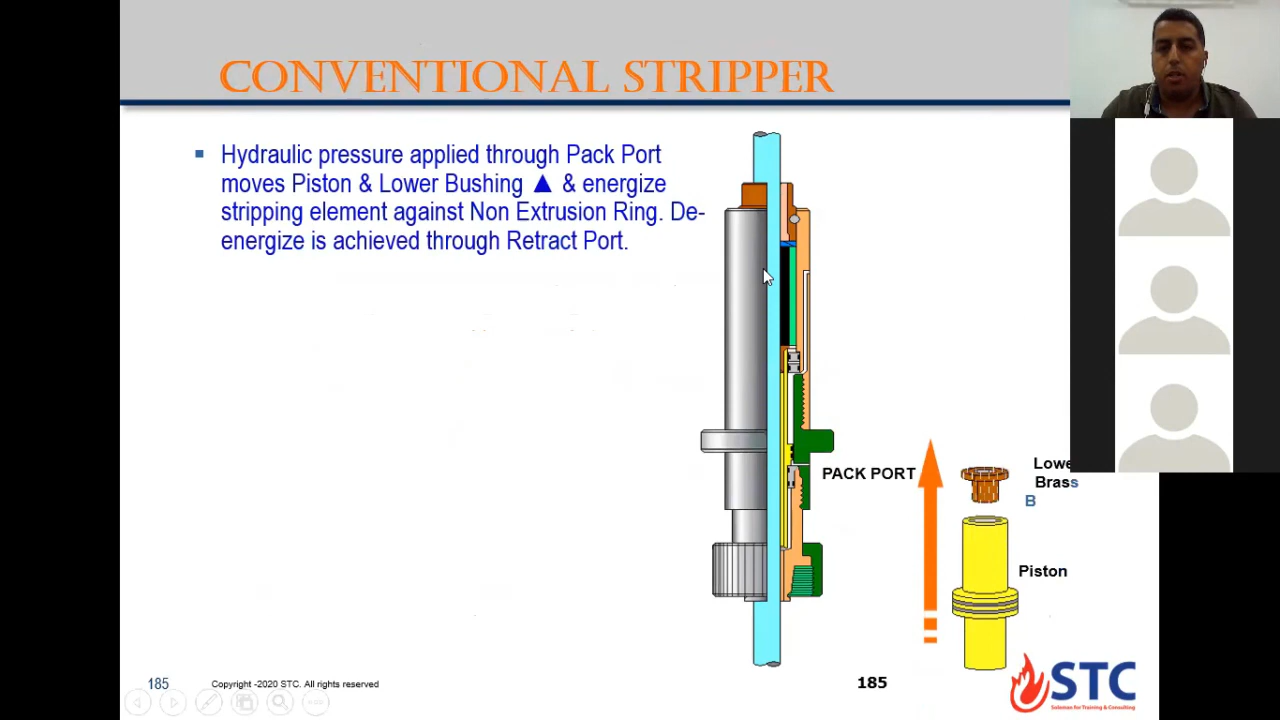 CONVENTIONAL STRIPPER
▪ Hydraulic pressure applied through Pack Port
moves Piston & Lower Bushing ▲ & energize
stripping element against Non Extrusion Ring. De-
energize is achieved through Retract Port.
PACK PORT
Lowe
Brass
B
Piston
185
Copyright -2020 STC. All rights reserved
185
STC
Solution for Training & Consulting